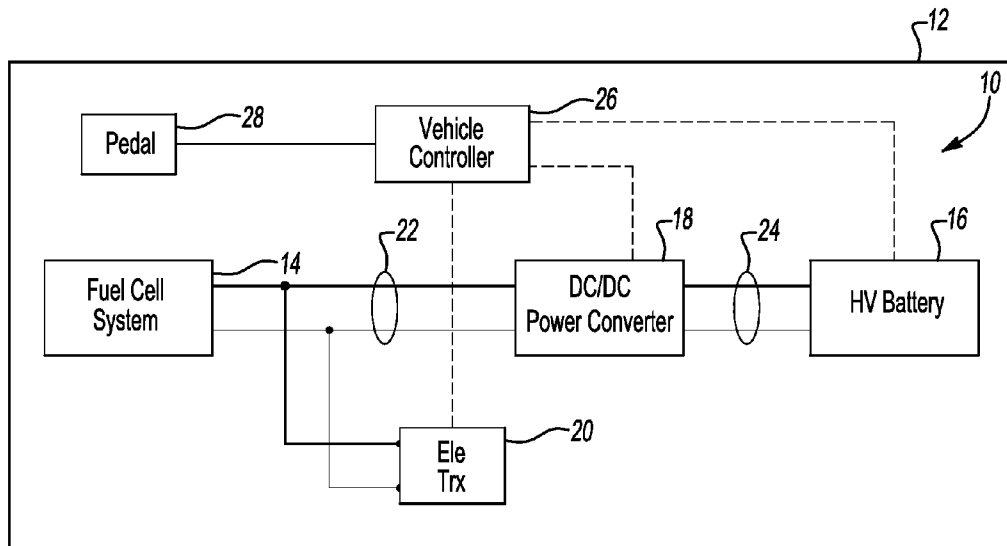 12
10
28
Pedal
26
Vehicle
Controller
14
Fuel Cell
System
22
18
DC/DC
Power Converter
24
16
HV Battery
20
Ele
Trx